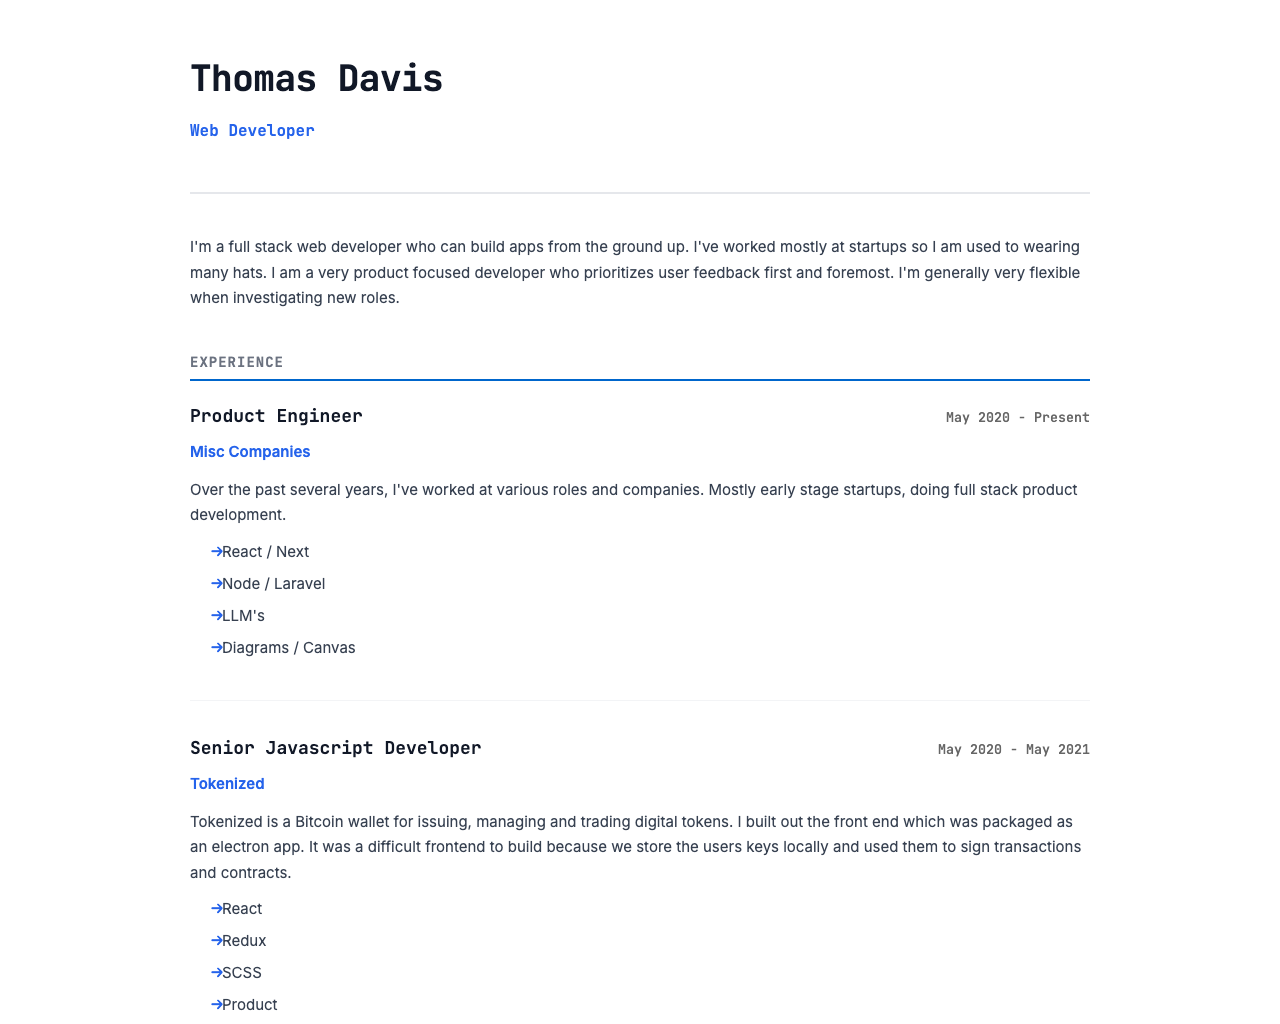 Thomas Davis
Web Developer
I'm a full stack web developer who can build apps from the ground up. I've worked mostly at startups so I am used to wearing
many hats. I am a very product focused developer who prioritizes user feedback first and foremost. I'm generally very flexible
when investigating new roles.
EXPERIENCE
Product Engineer
May 2020 - Present
Misc Companies
Over the past several years, I've worked at various roles and companies. Mostly early stage startups, doing full stack product
development.
→React / Next
→Node / Laravel
→LLM's
→Diagrams / Canvas
Senior Javascript Developer
May 2020 - May 2021
Tokenized
Tokenized is a Bitcoin wallet for issuing, managing and trading digital tokens. I built out the front end which was packaged as
an electron app. It was a difficult frontend to build because we store the users keys locally and used them to sign transactions
and contracts.
→React
→Redux
→SCSS
→Product